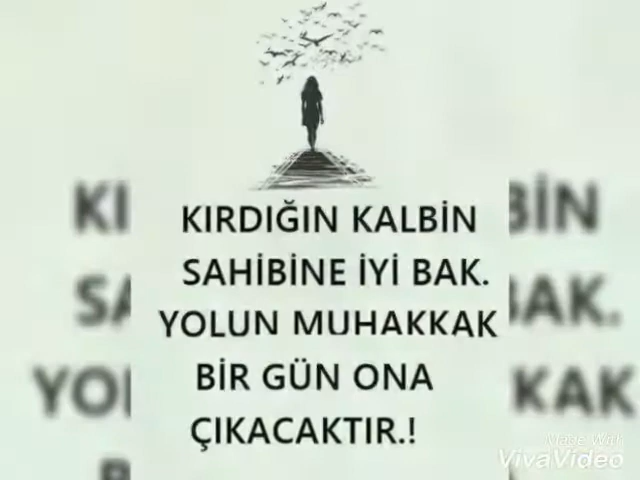 KIRDIĞIN KALBİN
SAHİBİNE İYİ BAK.
YOLUN MUHAKKAK
BİR GÜN ONA
ÇIKACAKTIR.!
Made With
VivaVideo